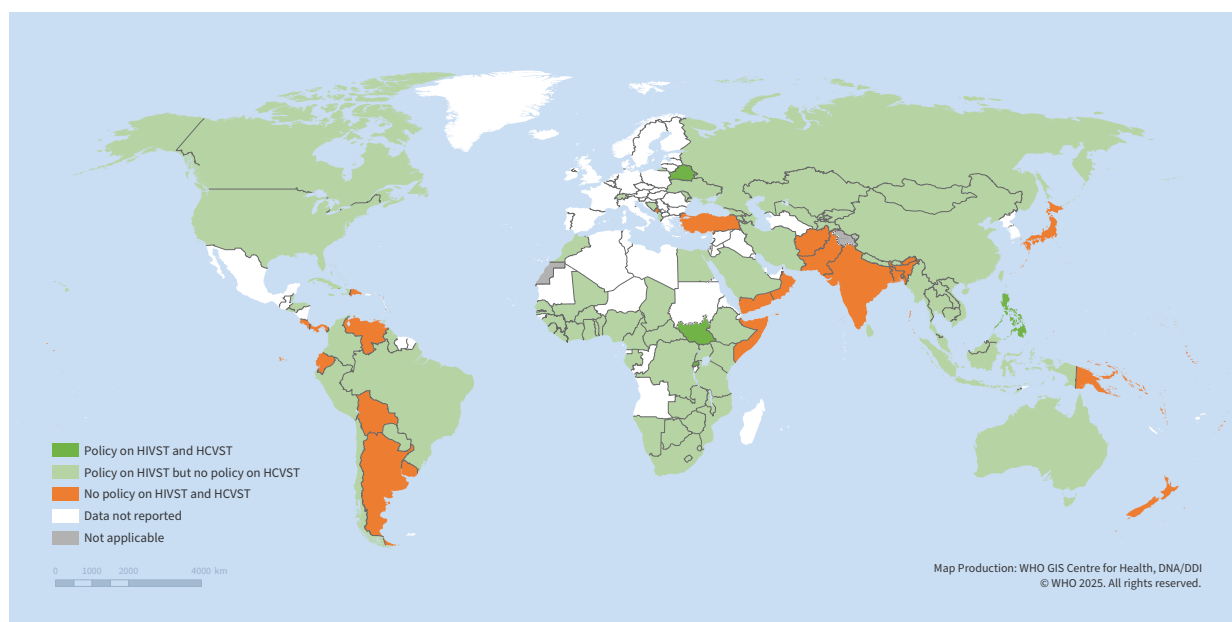 Policy on HIVST and HCVST
Policy on HIVST but no policy on HCVST
No policy on HIVST and HCVST
Data not reported
Not applicable
0 1000 2000 4000 km
Map Production: WHO GIS Centre for Health, DNA/DDI
© WHO 2025. All rights reserved.